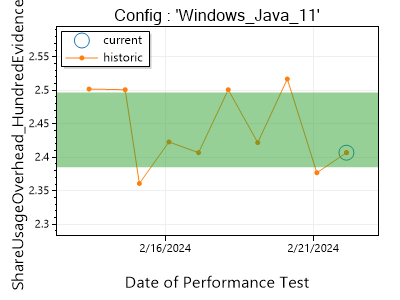 Config : 'Windows_Java_11'
ShareUsageOverhead_HundredEvidence
current
historic
2.55
2.5
2.45
2.4
2.35
2.3
2/16/2024
2/21/2024
Date of Performance Test